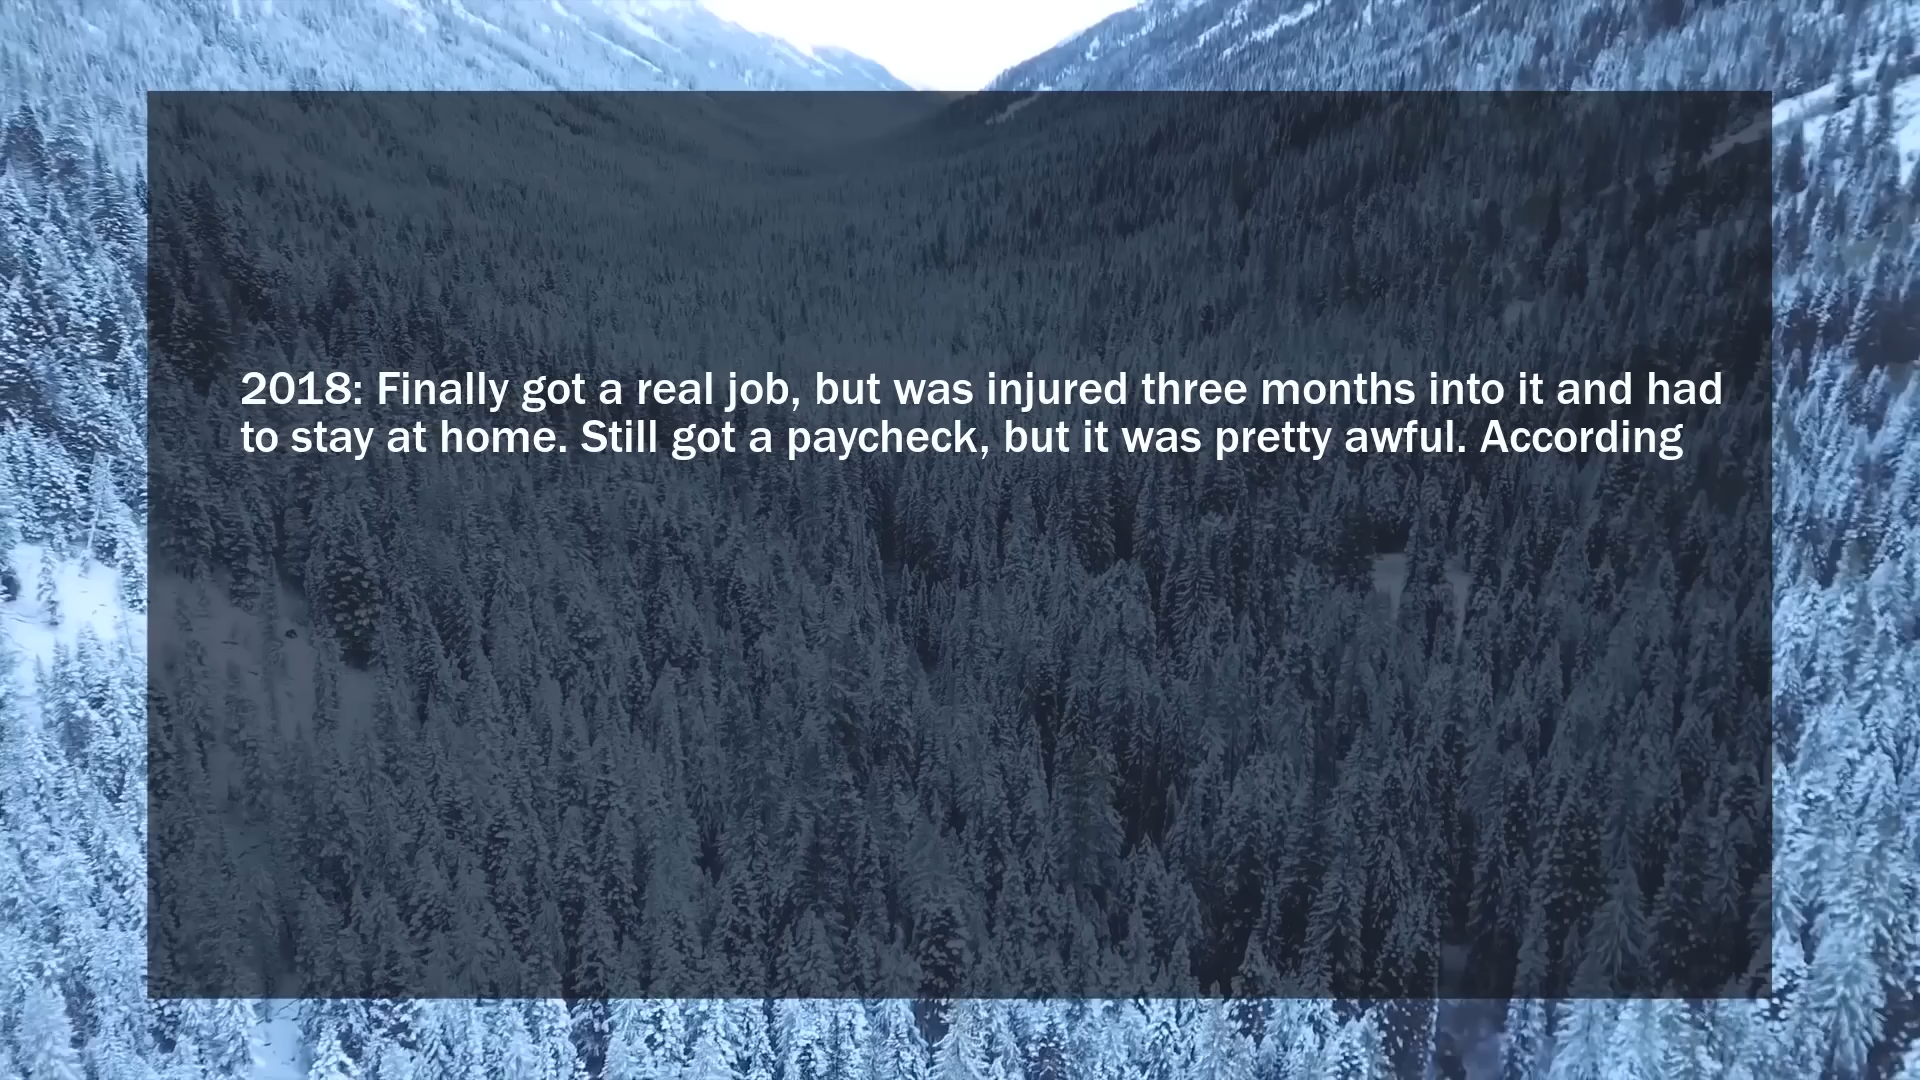 2018: Finally got a real job, but was injured three months into it and had
to stay at home. Still got a paycheck, but it was pretty awful. According